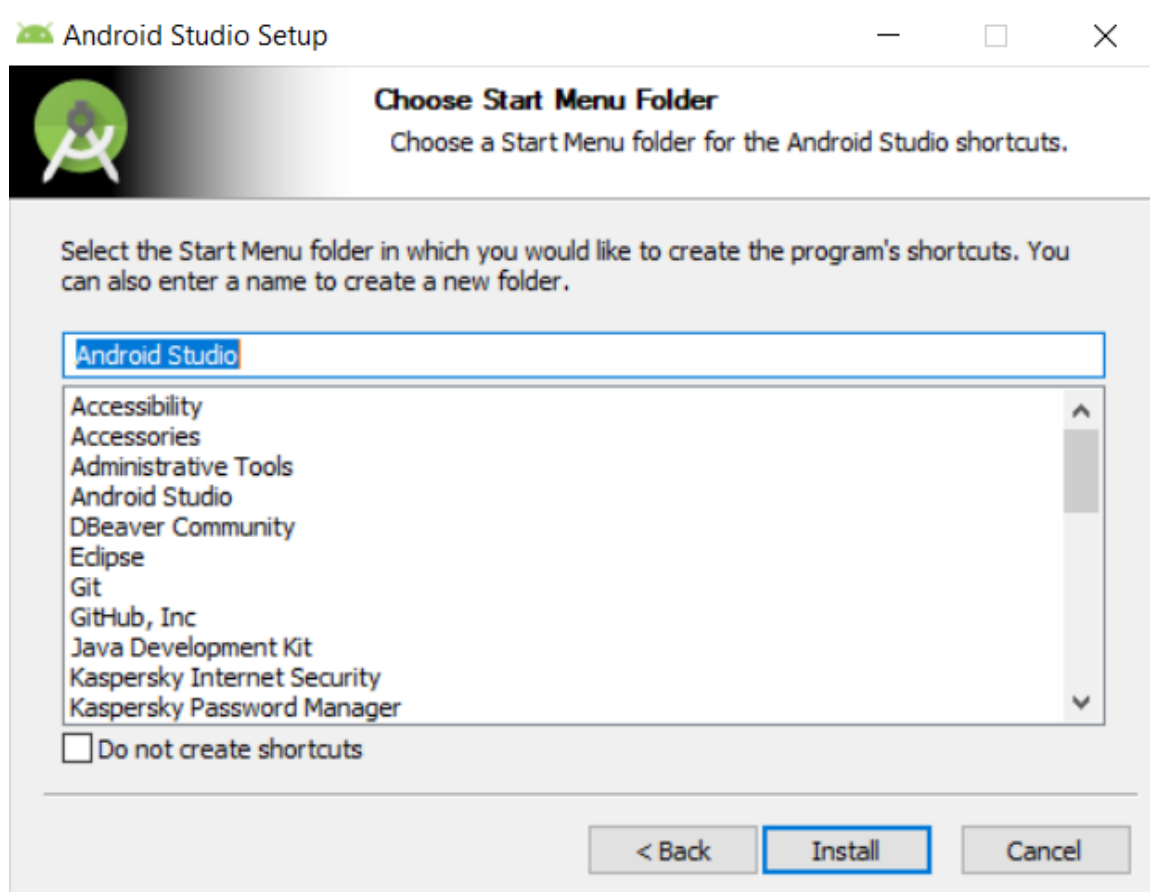 Android Studio Setup
Choose Start Menu Folder
Choose a Start Menu folder for the Android Studio shortcuts.
Select the Start Menu folder in which you would like to create the program's shortcuts. You
can also enter a name to create a new folder.
Android Studio
Accessibility
Accessories
Administrative Tools
Android Studio
DBeaver Community
Eclipse
Git
GitHub, Inc
Java Development Kit
Kaspersky Internet Security
Kaspersky Password Manager
Do not create shortcuts
< Back
Install
Cancel